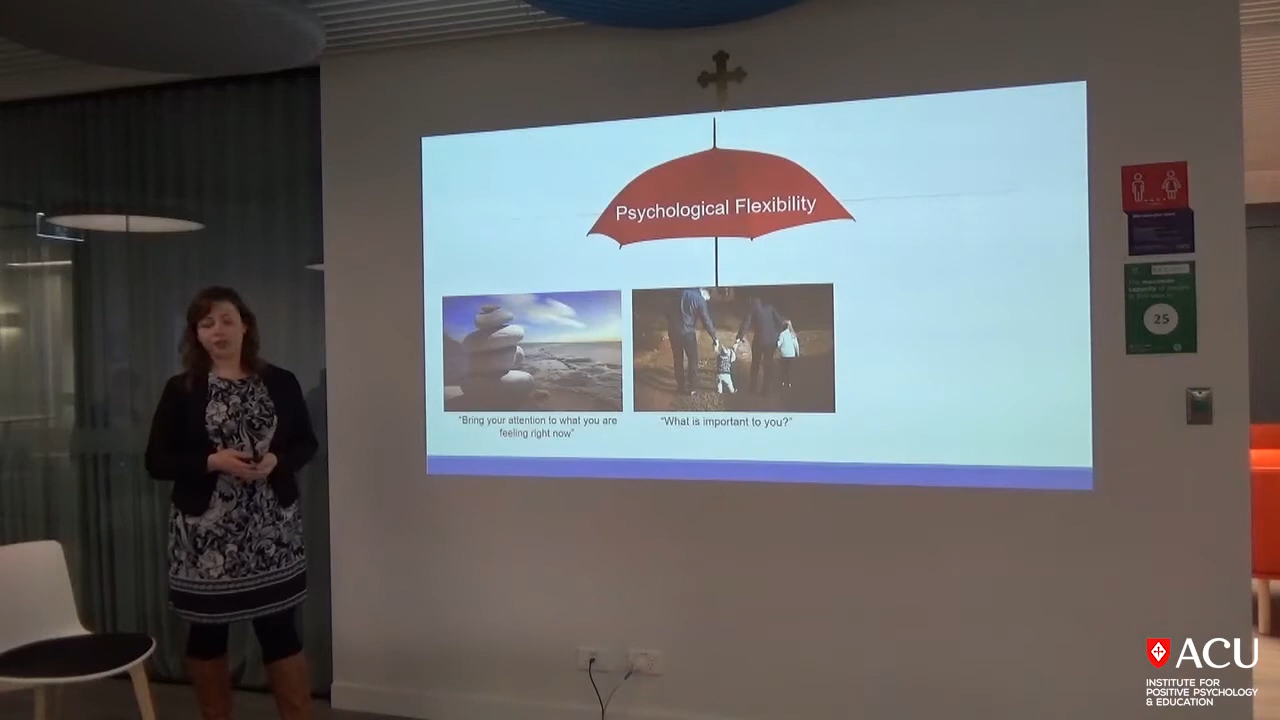 Psychological Flexibility
"Bring your attention to what you are
feeling right now"
"What is important to you?"
25
ACU
INSTITUTE FOR
POSITIVE PSYCHOLOGY
& EDUCATION